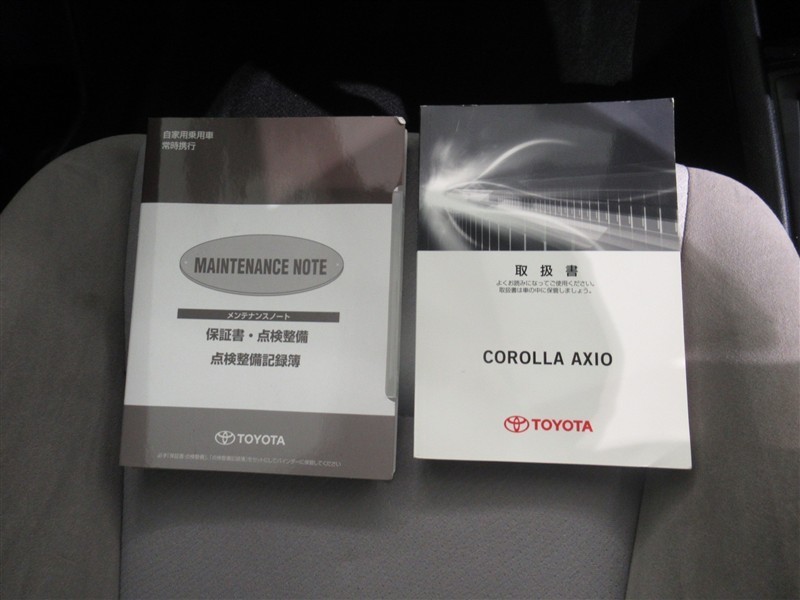 自家用乗用車
常時携行
MAINTENANCE NOTE
メンテナンスノート
保証書・点検整備
点検整備記録簿
TOYOTA
取扱書
よくお読みになってご使用ください。
取扱書は車の中に保管しましょう。
COROLLA AXIO
TOYOTA